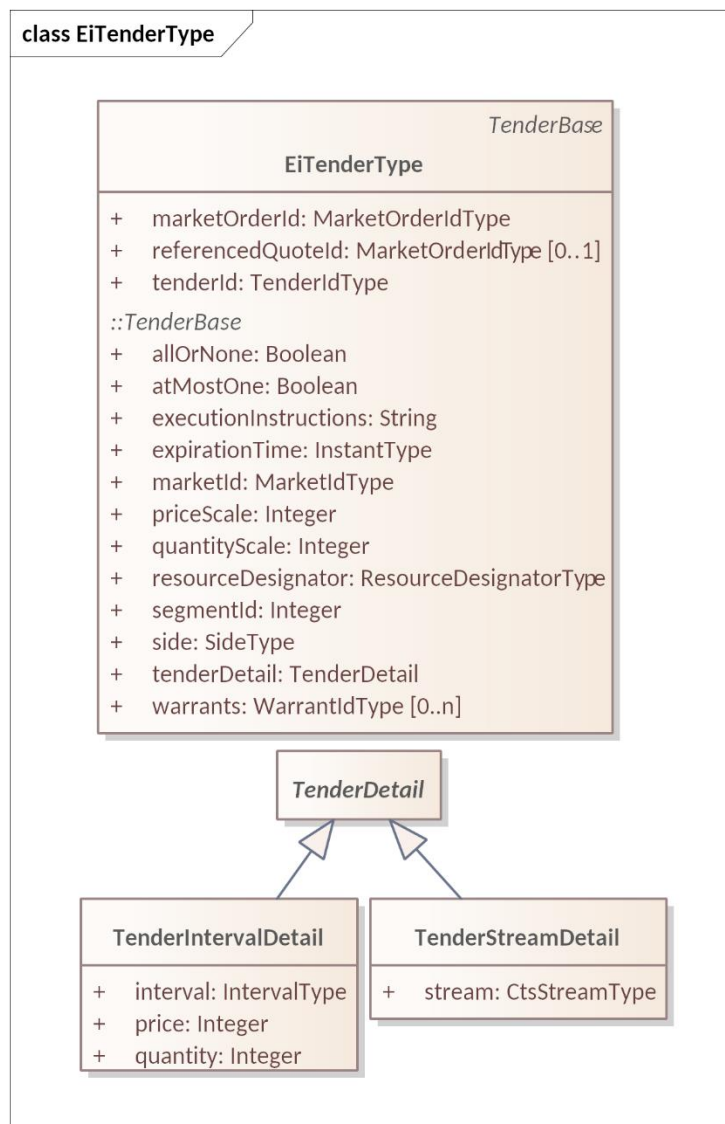 class EiTenderType
TenderBase
EiTenderType
+ marketOrderId: MarketOrderIdType
+ referencedQuoteId: MarketOrderIdType [0..1]
+ tenderId: TenderIdType
::TenderBase
+ allOrNone: Boolean
+ atMostOne: Boolean
+ executionInstructions: String
+ expirationTime: InstantType
+ marketId: MarketIdType
+ priceScale: Integer
+ quantityScale: Integer
+ resourceDesignator: ResourceDesignatorType
+ segmentId: Integer
+ side: SideType
+ tenderDetail: TenderDetail
+ warrants: WarrantIdType [0..n]
TenderDetail
TenderIntervalDetail
+ interval: IntervalType
+ price: Integer
+ quantity: Integer
TenderStreamDetail
+ stream: CtsStreamType